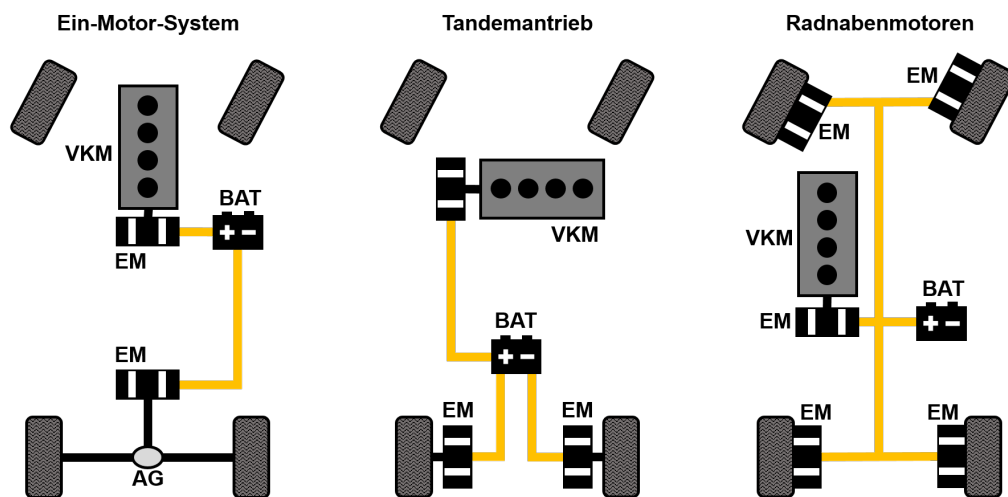 Ein-Motor-System
VKM
BAT
+ −
EM
EM
AG
Tandemantrieb
VKM
BAT
+ −
EM
EM
Radnabenmotoren
EM
EM
VKM
BAT
EM
+ −
EM
EM